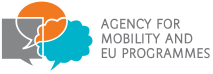 AGENCY FOR
MOBILITY AND
EU PROGRAMMES